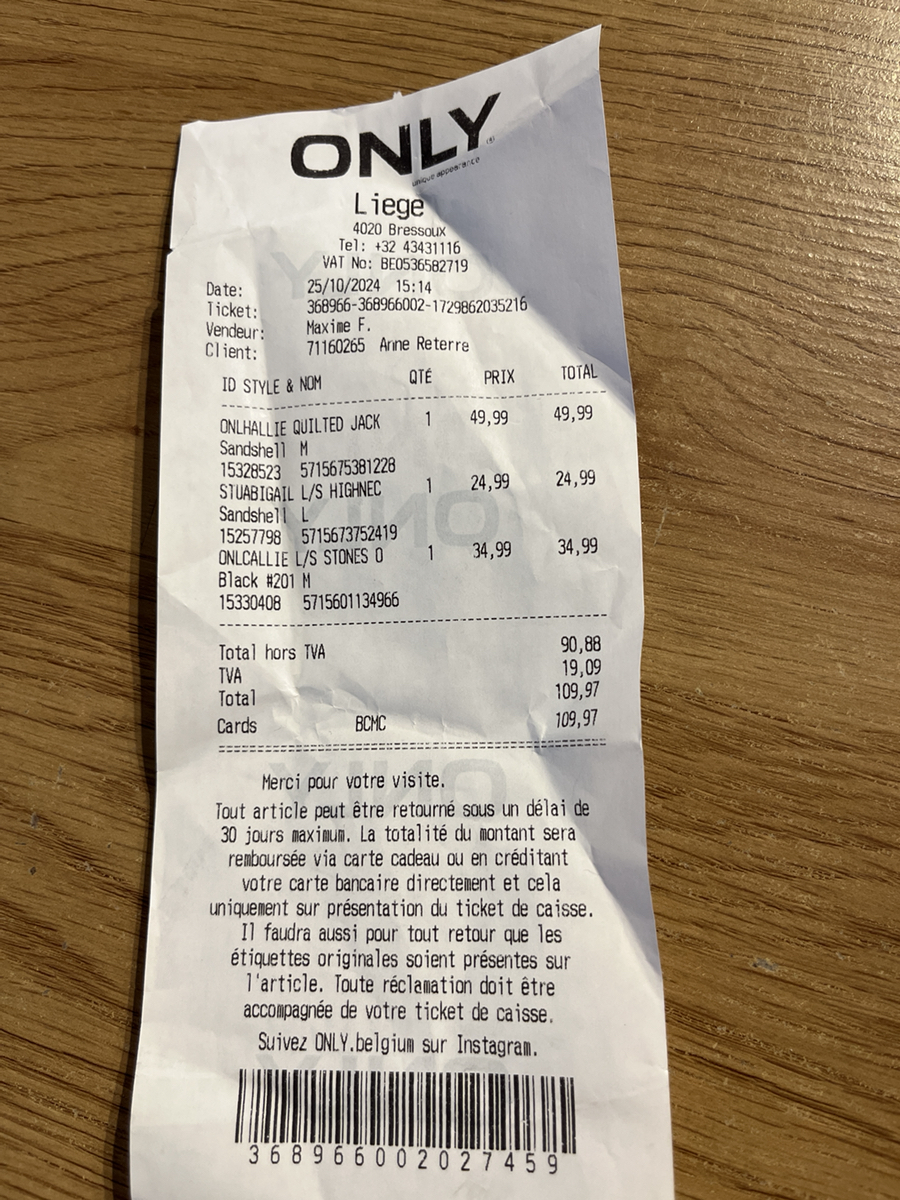 ONLY
unique appearance
Liege
4020 Bressoux
Tel: +32 43431116
VAT No: BE0536582719
Date: 25/10/2024 15:14
Ticket: 368966-368966002-1729862035216
Vendeur: Maxime F.
Client: 71160265 Anne Reterre
ID STYLE & NOM QTÉ PRIX TOTAL
ONLHALLIE QUILTED JACK 1 49,99 49,99
Sandshell M
15328523 5715675381228
STUABIGAIL L/S HIGHNEC 1 24,99 24,99
Sandshell L
15257798 5715673752419
ONLCALLIE L/S STONES O 1 34,99 34,99
Black #201 M
15330408 5715601134966
Total hors TVA 90,88
TVA 19,09
Total 109,97
Cards BCMC 109,97
Merci pour votre visite.
Tout article peut être retourné sous un délai de
30 jours maximum. La totalité du montant sera
remboursée via carte cadeau ou en créditant
votre carte bancaire directement et cela
uniquement sur présentation du ticket de caisse.
Il faudra aussi pour tout retour que les
étiquettes originales soient présentes sur
l'article. Toute réclamation doit être
accompagnée de votre ticket de caisse.
Suivez ONLY.belgium sur Instagram.
368966002027459